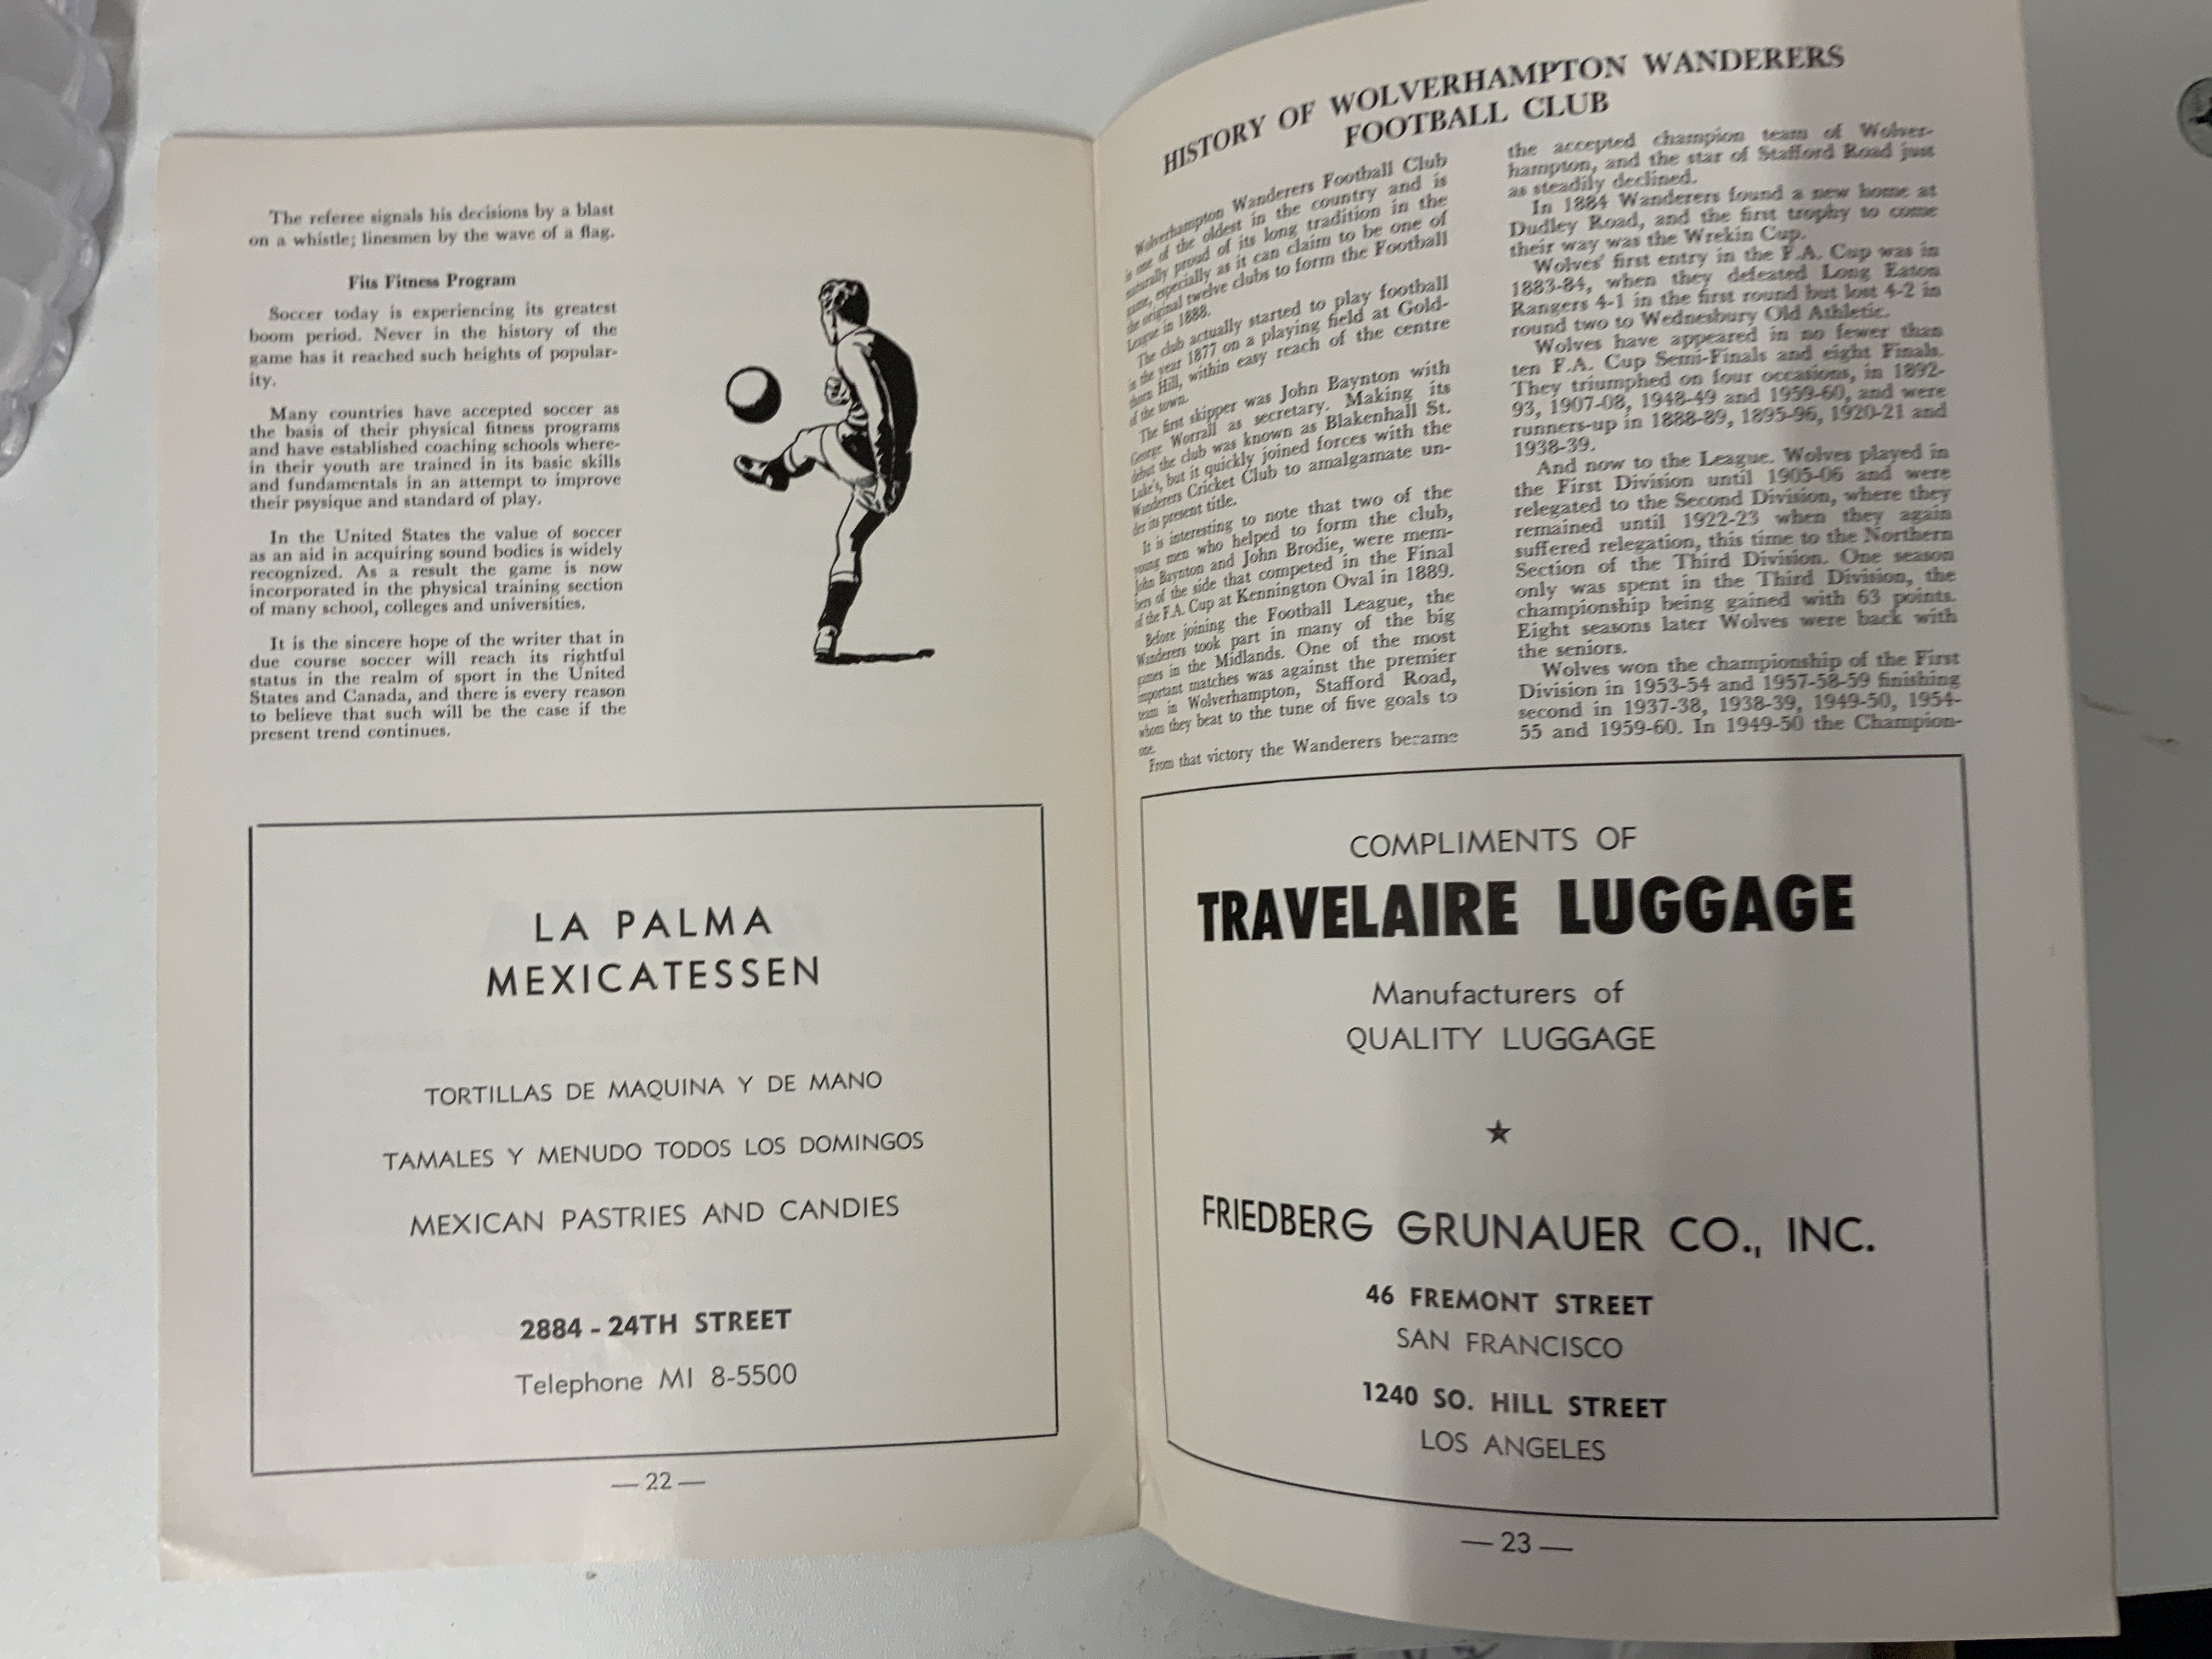 The referee signals his decisions by a blast
on a whistle; linesmen by the wave of a flag.
Fits Fitness Program
Soccer today is experiencing its greatest
boom period. Never in the history of the
game has it reached such heights of popular-
ity.
Many countries have accepted soccer as
the basis of their physical fitness programs
and have established coaching schools where-
in their youth are trained in its basic skills
and fundamentals in an attempt to improve
their psysique and standard of play.
In the United States the value of soccer
as an aid in acquiring sound bodies is widely
recognized. As a result the game is now
incorporated in the physical training section
of many school, colleges and universities.
It is the sincere hope of the writer that in
due course soccer will reach its rightful
status in the realm of sport in the United
States and Canada, and there is every reason
to believe that such will be the case if the
present trend continues.
LA PALMA
MEXICATESSEN
TORTILLAS DE MAQUINA Y DE MANO
TAMALES Y MENUDO TODOS LOS DOMINGOS
MEXICAN PASTRIES AND CANDIES
2884 - 24TH STREET
Telephone MI 8-5500
— 22 —
HISTORY OF WOLVERHAMPTON WANDERERS
FOOTBALL CLUB
Wolverhampton Wanderers Football Club
is one of the oldest in the country and is
naturally proud of its long tradition in the
game, especially as it can claim to be one of
the original twelve clubs to form the Football
League in 1888.
The club actually started to play football
in the year 1877 on a playing field at Gold-
thorn Hill, within easy reach of the centre
of the town.
The first skipper was John Baynton with
George Worrall as secretary. Making its
debut the club was known as Blakenhall St.
Luke's, but it quickly joined forces with the
Wanderers Cricket Club to amalgamate un-
der its present title.
It is interesting to note that two of the
young men who helped to form the club,
John Baynton and John Brodie, were mem-
bers of the side that competed in the Final
of the F.A. Cup at Kennington Oval in 1889.
Before joining the Football League, the
Wanderers took part in many of the big
games in the Midlands. One of the most
important matches was against the premier
team in Wolverhampton, Stafford Road,
whom they beat to the tune of five goals to
one.
From that victory the Wanderers became
the accepted champion team of Wolver-
hampton, and the star of Stafford Road just
as steadily declined.
In 1884 Wanderers found a new home at
Dudley Road, and the first trophy to come
their way was the Wrekin Cup.
Wolves' first entry in the F.A. Cup was in
1883-84, when they defeated Long Eaton
Rangers 4-1 in the first round but lost 4-2 in
round two to Wednesbury Old Athletic.
Wolves have appeared in no fewer than
ten F.A. Cup Semi-Finals and eight Finals.
They triumphed on four occasions, in 1892-
93, 1907-08, 1948-49 and 1959-60, and were
runners-up in 1888-89, 1895-96, 1920-21 and
1938-39.
And now to the League. Wolves played in
the First Division until 1905-06 and were
relegated to the Second Division, where they
remained until 1922-23 when they again
suffered relegation, this time to the Northern
Section of the Third Division. One season
only was spent in the Third Division, the
championship being gained with 63 points.
Eight seasons later Wolves were back with
the seniors.
Wolves won the championship of the First
Division in 1953-54 and 1957-58-59 finishing
second in 1937-38, 1938-39, 1949-50, 1954-
55 and 1959-60. In 1949-50 the Champion-
COMPLIMENTS OF
TRAVELAIRE LUGGAGE
Manufacturers of
QUALITY LUGGAGE
★
FRIEDBERG GRUNAUER CO., INC.
46 FREMONT STREET
SAN FRANCISCO
1240 SO. HILL STREET
LOS ANGELES
— 23 —